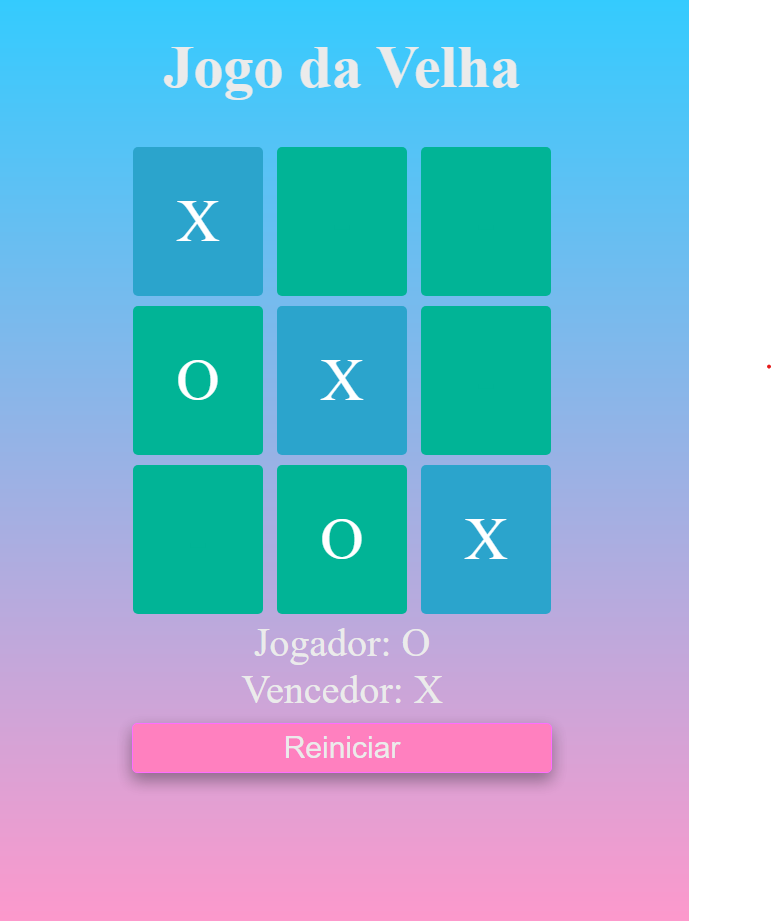 Jogo da Velha
X
O X
O X
Jogador: O
Vencedor: X
Reiniciar